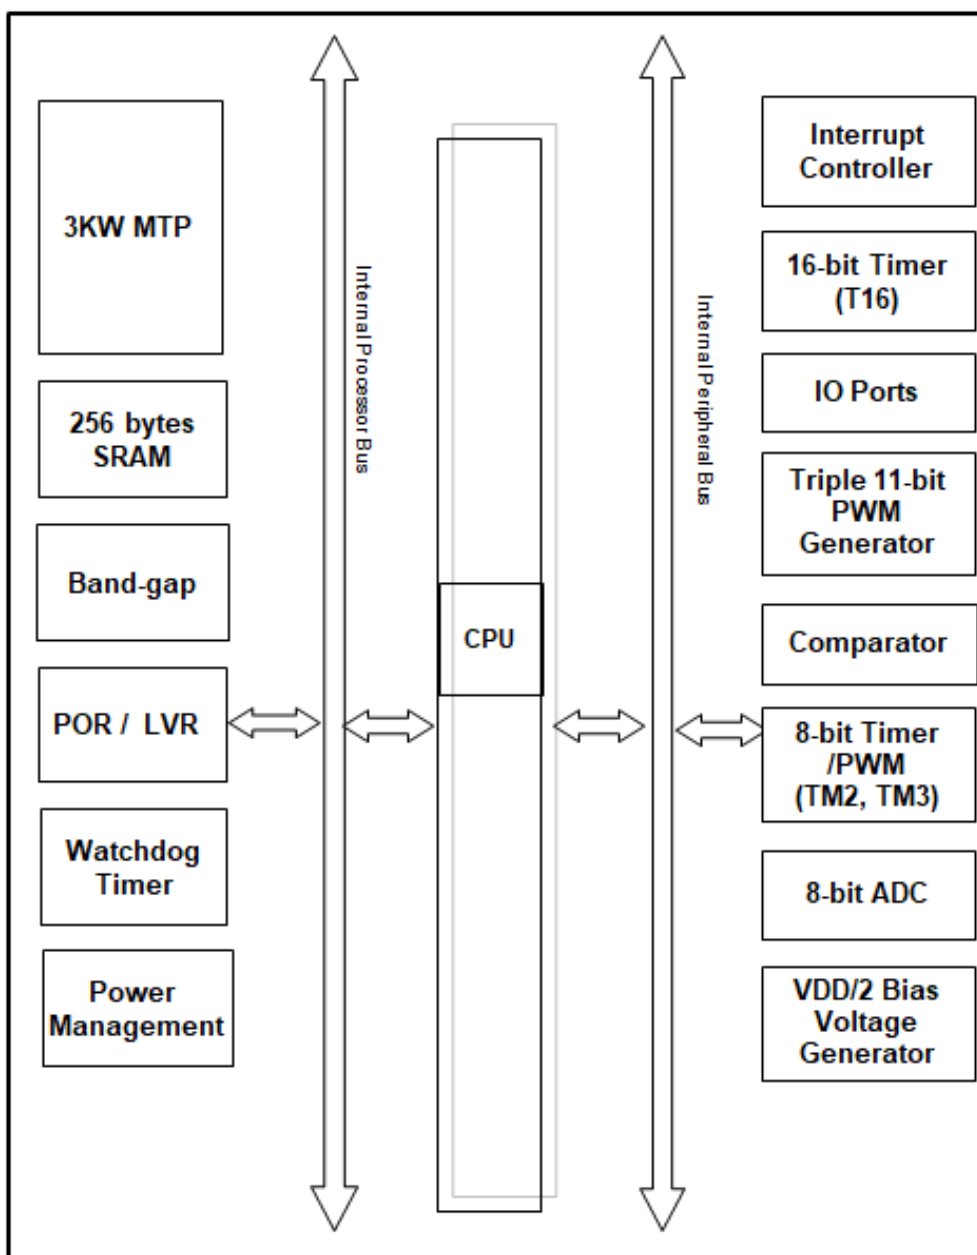 3KW MTP
256 bytes
SRAM
Band-gap
POR / LVR
Watchdog
Timer
Power
Management
Internal Processor Bus
CPU
Internal Peripheral Bus
Interrupt
Controller
16-bit Timer
(T16)
IO Ports
Triple 11-bit
PWM
Generator
Comparator
8-bit Timer
/PWM
(TM2, TM3)
8-bit ADC
VDD/2 Bias
Voltage
Generator